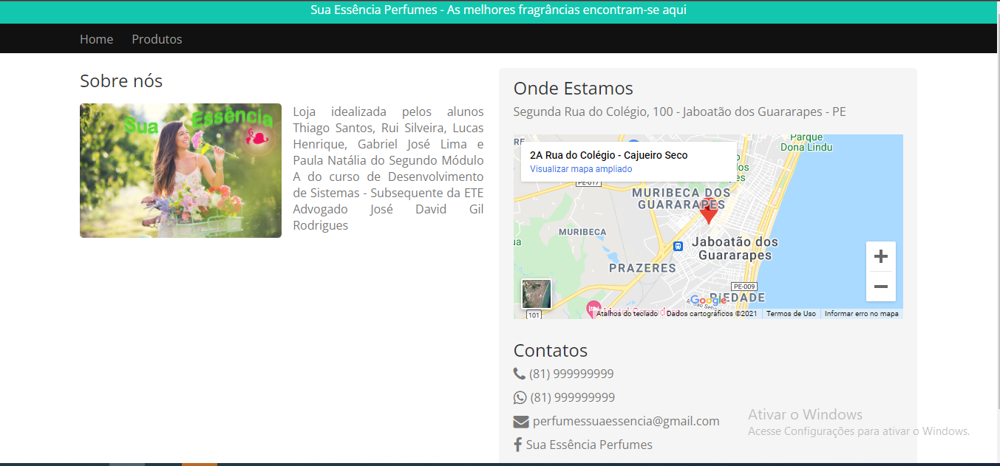 Sua Essência Perfumes - As melhores fragrâncias encontram-se aqui
Home Produtos
Sobre nós
Sua Essência
Loja idealizada pelos alunos
Thiago Santos, Rui Silveira, Lucas
Henrique, Gabriel José Lima e
Paula Natália do Segundo Módulo
A do curso de Desenvolvimento
de Sistemas - Subsequente da ETE
Advogado José David Gil
Rodrigues
Onde Estamos
Segunda Rua do Colégio, 100 - Jaboatão dos Guararapes - PE
2A Rua do Colégio - Cajueiro Seco
Visualizar mapa ampliado
Parque
Dona Lindu
PE-017
MURIBECA DOS
GUARARAPES
MURIBECA
Jaboatão dos
Guararapes
PRAZERES
PE-009
PIEDADE
Google
101
Atalhos do teclado
Dados cartográficos ©2021
Termos de Uso
Informar erro no mapa
Contatos
(81) 999999999
(81) 999999999
perfumessuaessencia@gmail.com
Sua Essência Perfumes
Ativar o Windows
Acesse Configurações para ativar o Windows.